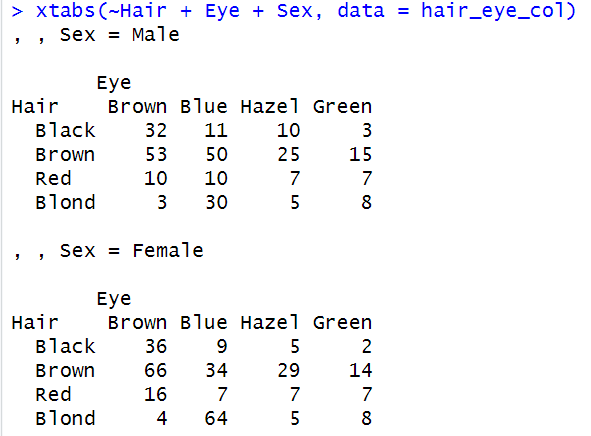 > xtabs(~Hair + Eye + Sex, data = hair_eye_col)
, , Sex = Male
Eye
Hair Brown Blue Hazel Green
Black 32 11 10 3
Brown 53 50 25 15
Red 10 10 7 7
Blond 3 30 5 8
, , Sex = Female
Eye
Hair Brown Blue Hazel Green
Black 36 9 5 2
Brown 66 34 29 14
Red 16 7 7 7
Blond 4 64 5 8